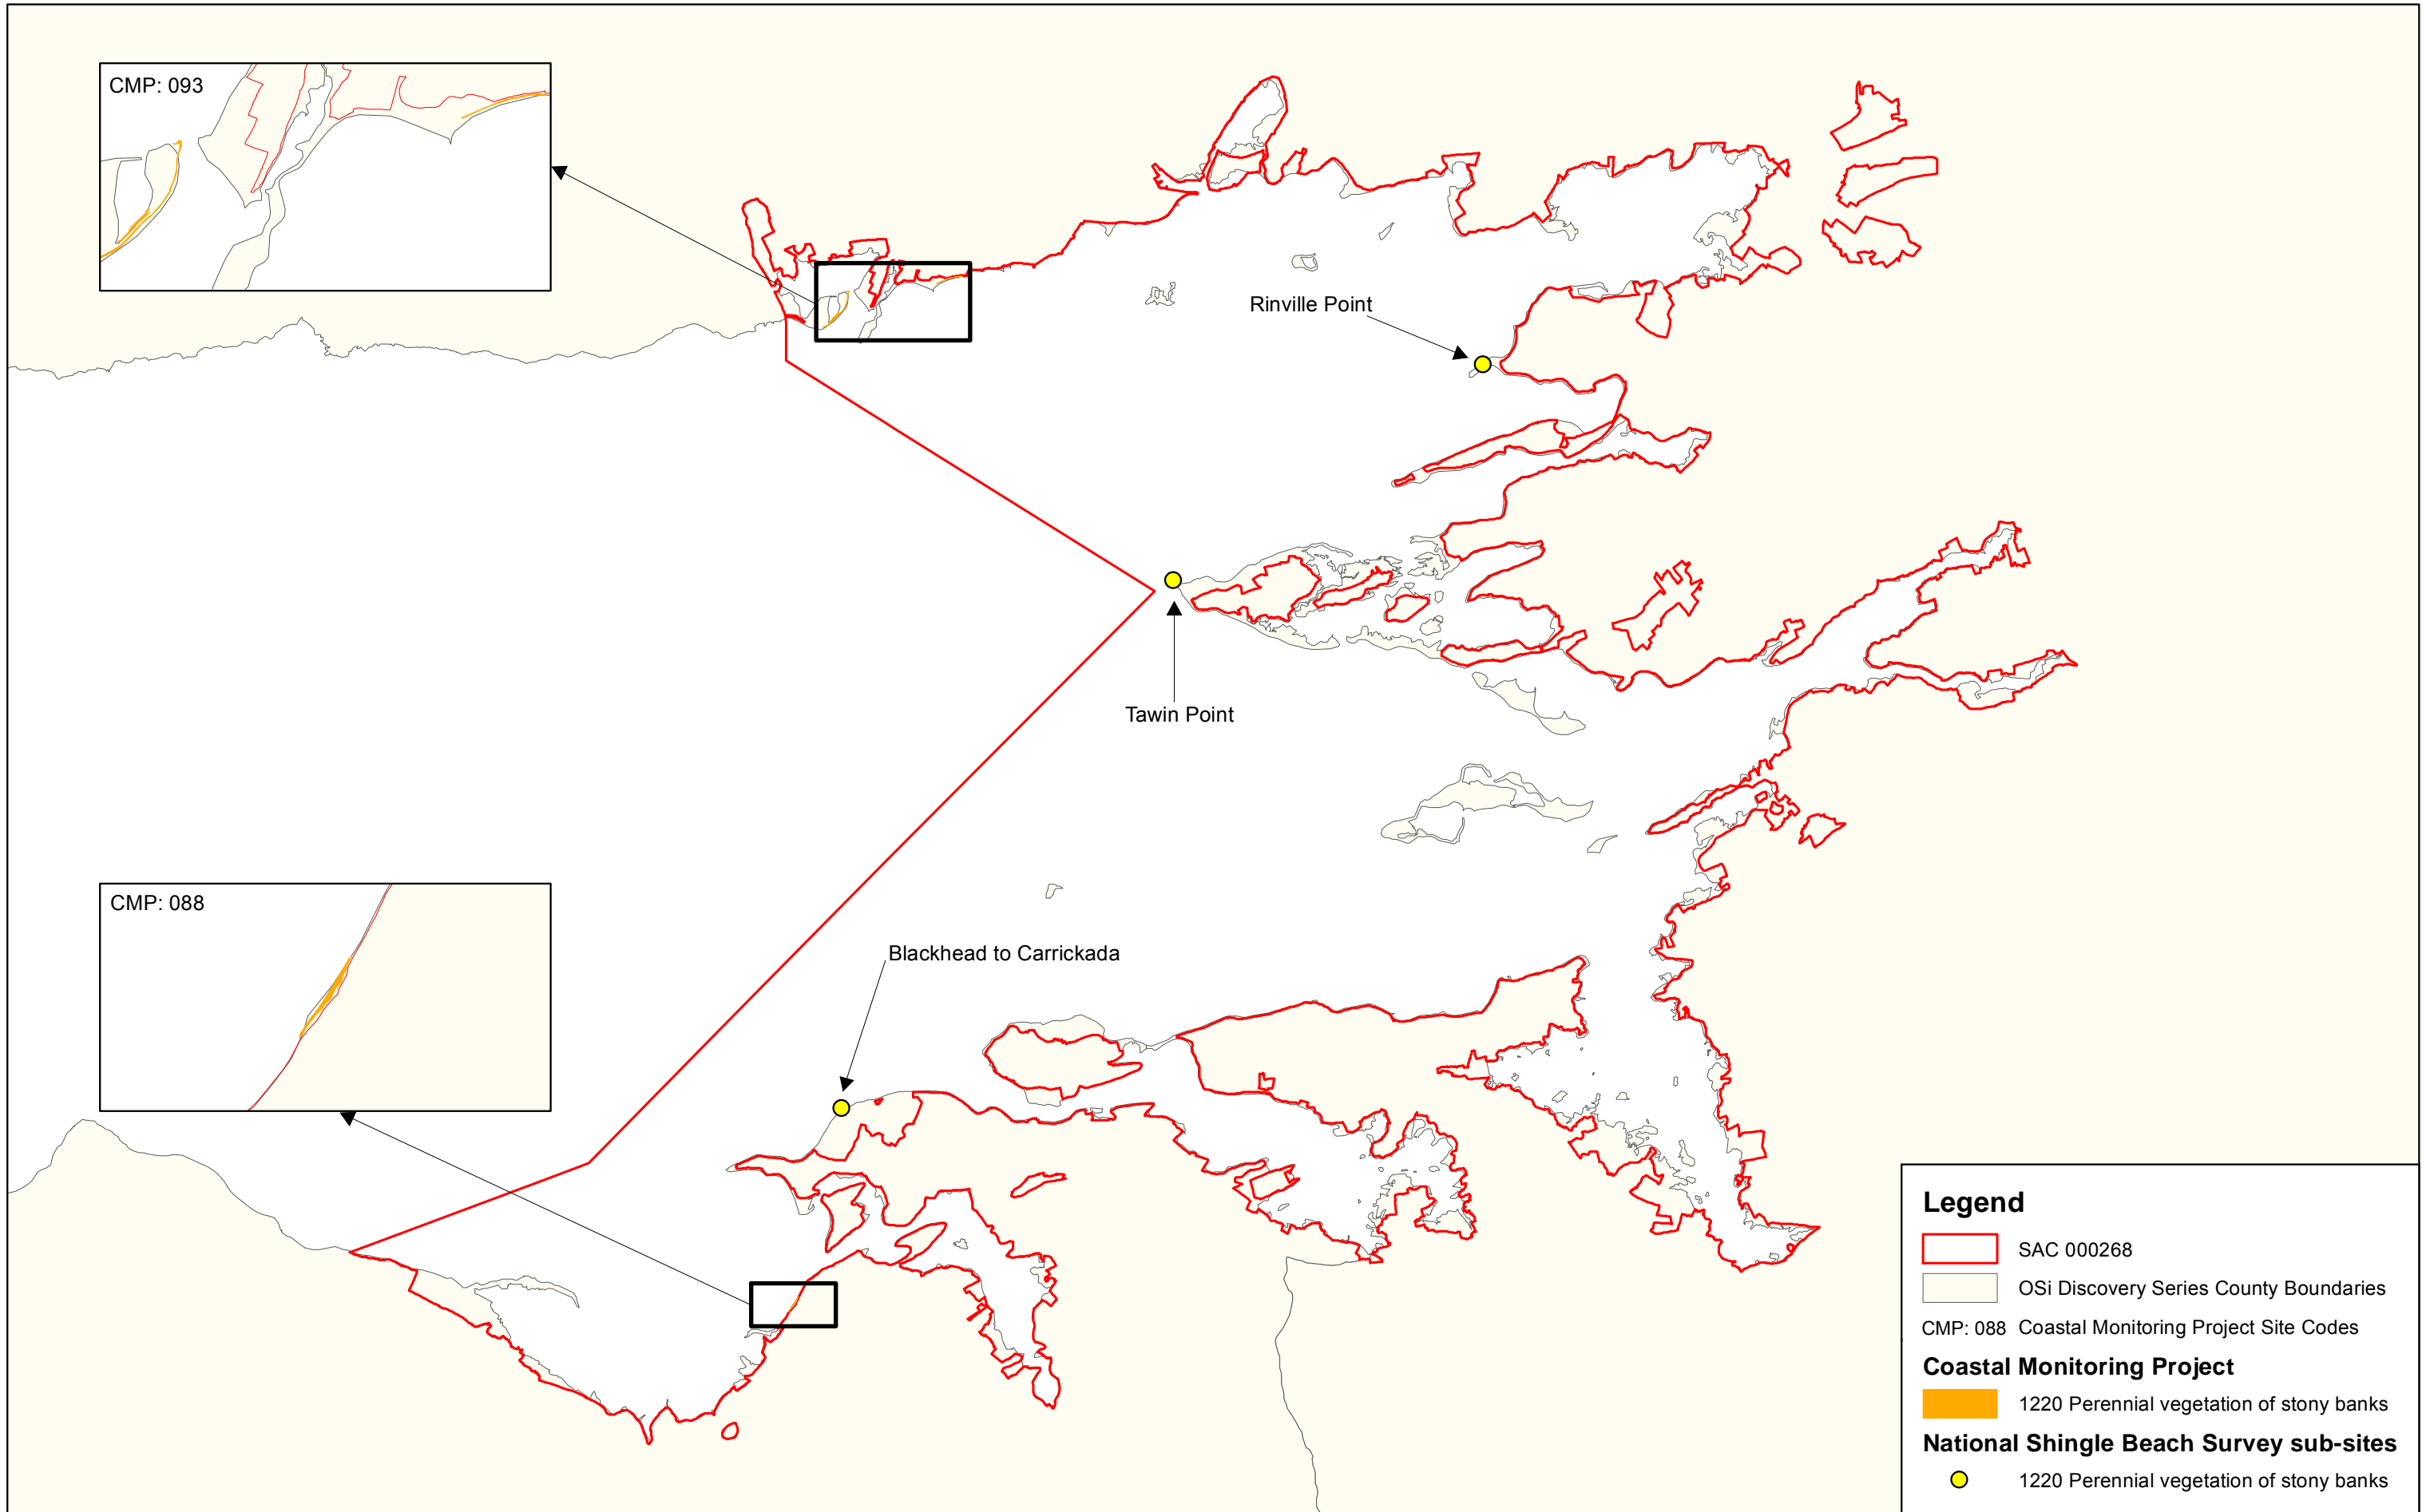 CMP: 093
Rinville Point
Tawin Point
CMP: 088
Blackhead to Carrickada
Legend
SAC 000268
OSi Discovery Series County Boundaries
CMP: 088 Coastal Monitoring Project Site Codes
Coastal Monitoring Project
1220 Perennial vegetation of stony banks
National Shingle Beach Survey sub-sites
1220 Perennial vegetation of stony banks